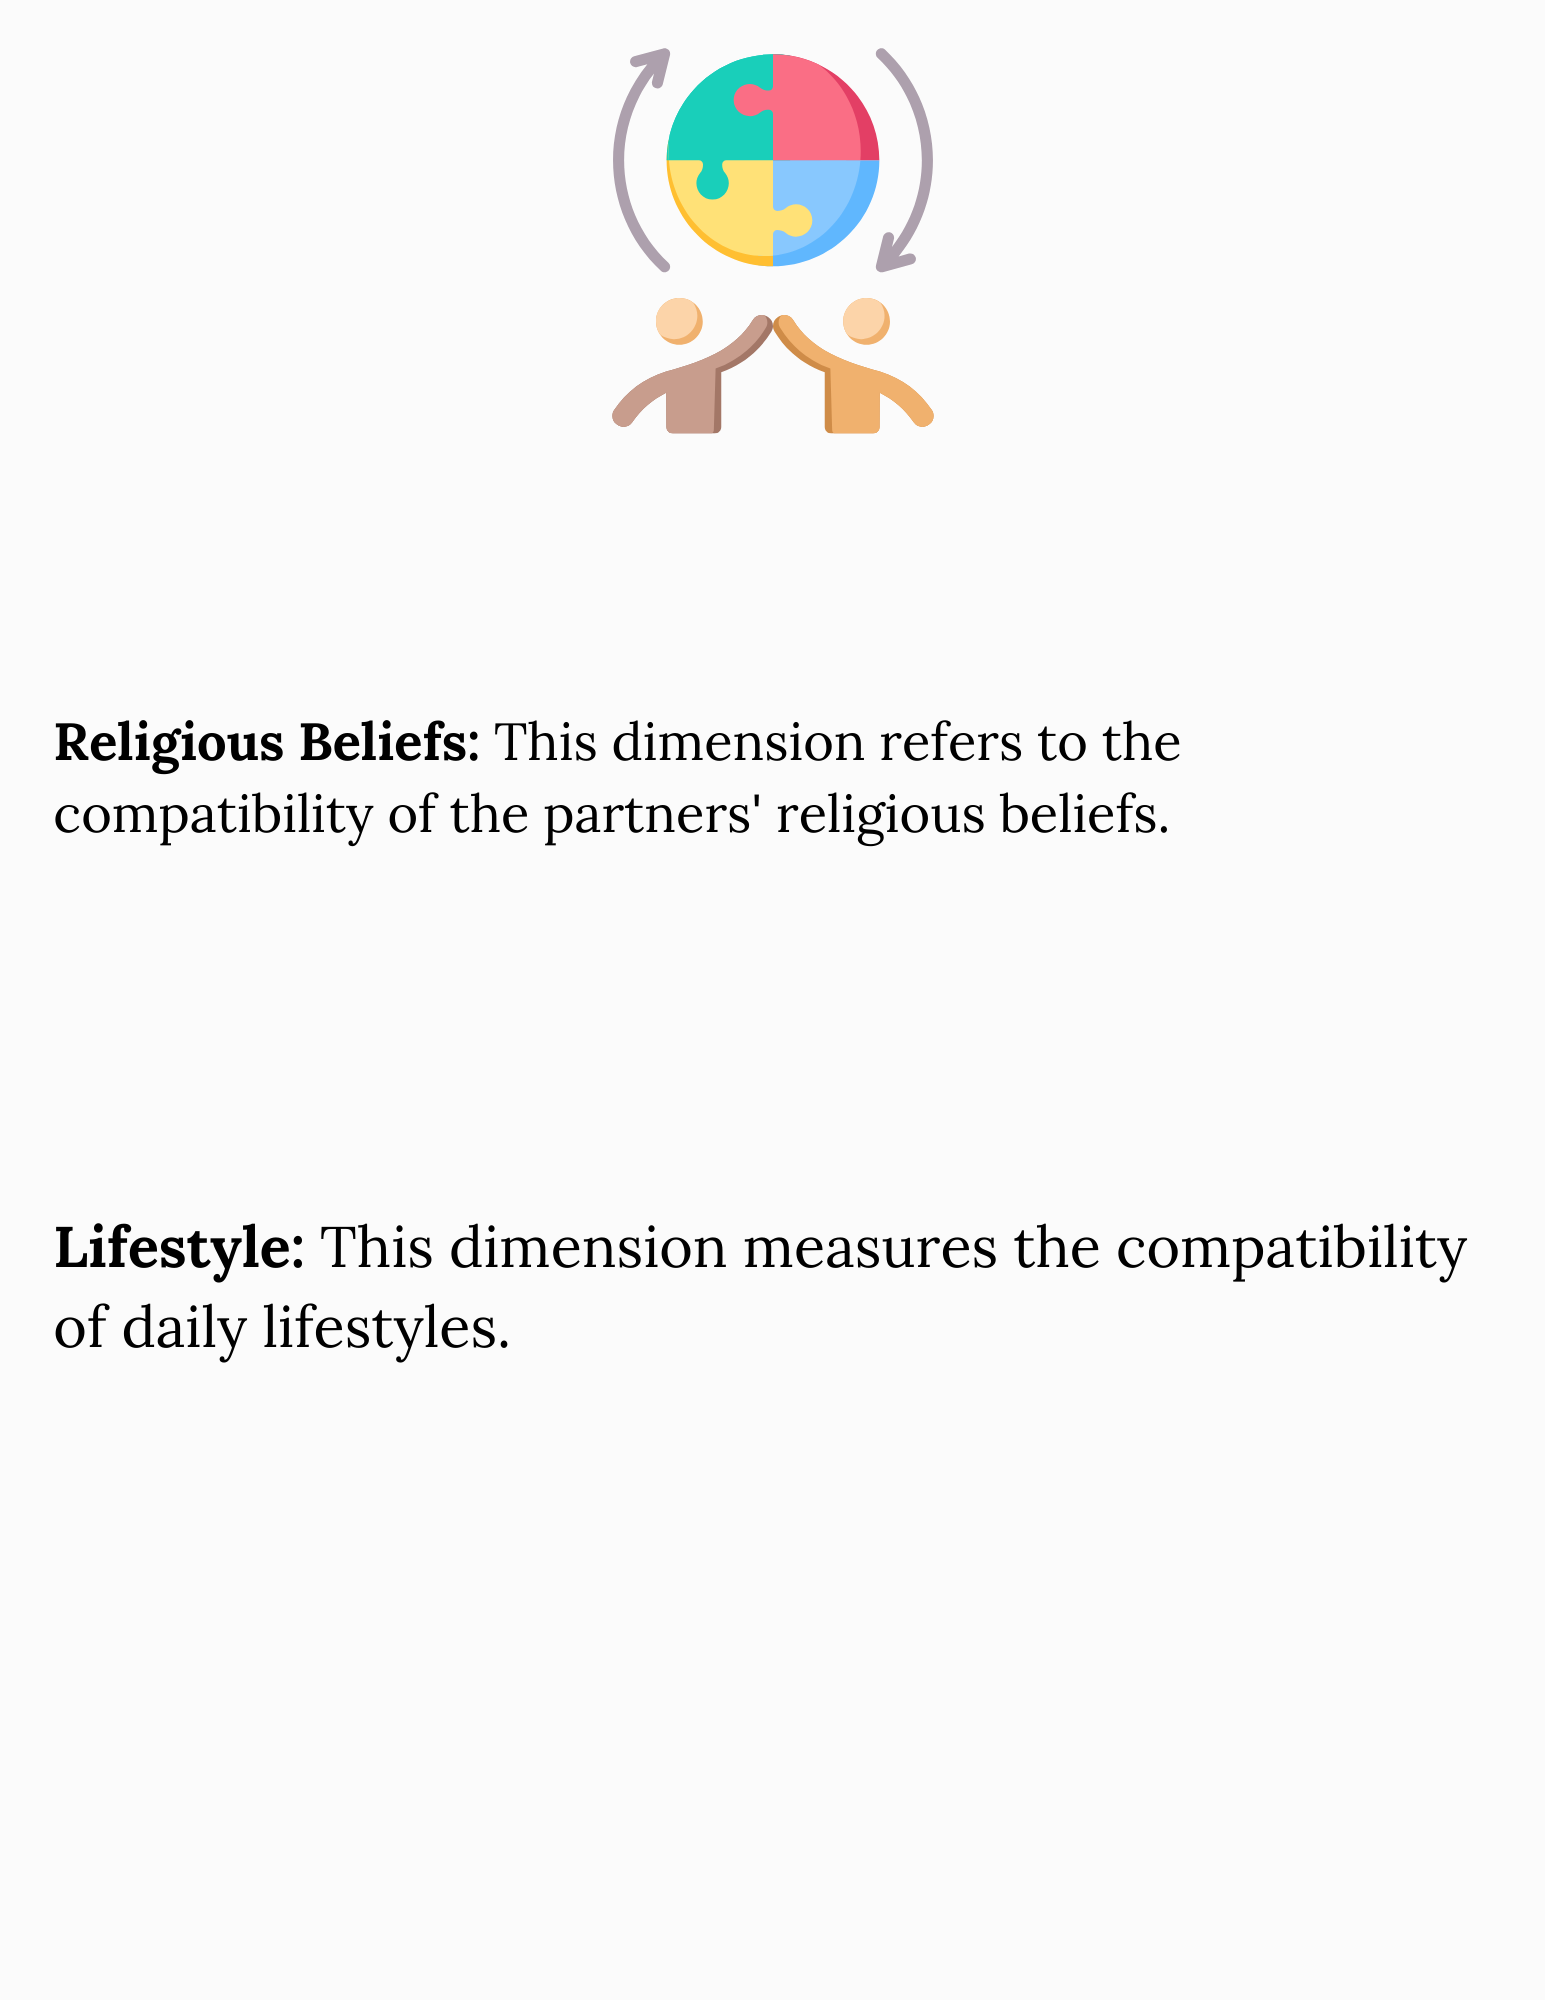 Religious Beliefs: This dimension refers to the
compatibility of the partners' religious beliefs.
Lifestyle: This dimension measures the compatibility
of daily lifestyles.